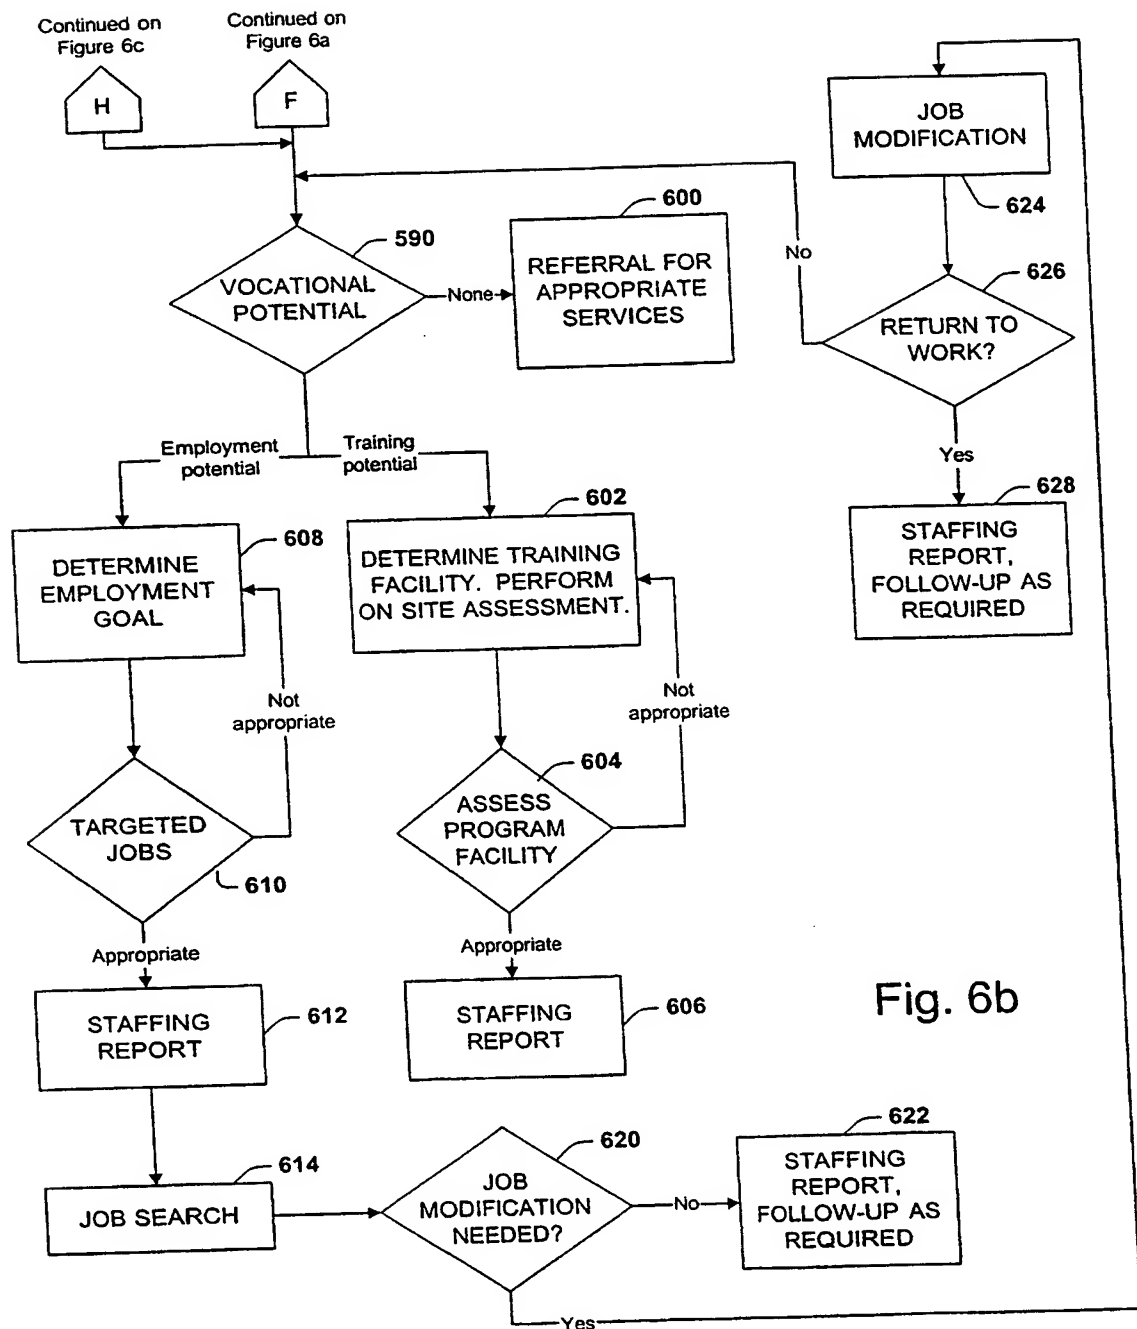 Continued on
Figure 6c
Continued on
Figure 6a
H
F
JOB
MODIFICATION
624
600
590
REFERRAL FOR
APPROPRIATE
SERVICES
VOCATIONAL
POTENTIAL
None
No
626
RETURN TO
WORK?
Yes
Employment
potential
Training
potential
628
STAFFING
REPORT,
FOLLOW-UP AS
REQUIRED
608
DETERMINE
EMPLOYMENT
GOAL
602
DETERMINE TRAINING
FACILITY. PERFORM
ON SITE ASSESSMENT.
Not
appropriate
Not
appropriate
TARGETED
JOBS
610
604
ASSESS
PROGRAM
FACILITY
Appropriate
Appropriate
STAFFING
REPORT
612
STAFFING
REPORT
606
Fig. 6b
614
JOB SEARCH
620
JOB
MODIFICATION
NEEDED?
No
622
STAFFING
REPORT,
FOLLOW-UP AS
REQUIRED
Yes